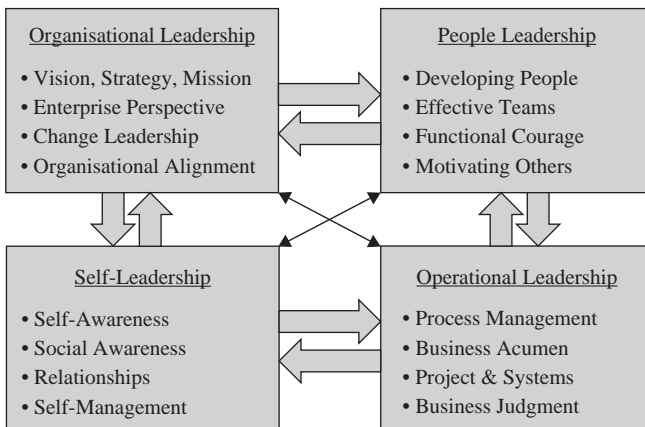 Organisational Leadership
• Vision, Strategy, Mission
• Enterprise Perspective
• Change Leadership
• Organisational Alignment
People Leadership
• Developing People
• Effective Teams
• Functional Courage
• Motivating Others
Self-Leadership
• Self-Awareness
• Social Awareness
• Relationships
• Self-Management
Operational Leadership
• Process Management
• Business Acumen
• Project & Systems
• Business Judgment